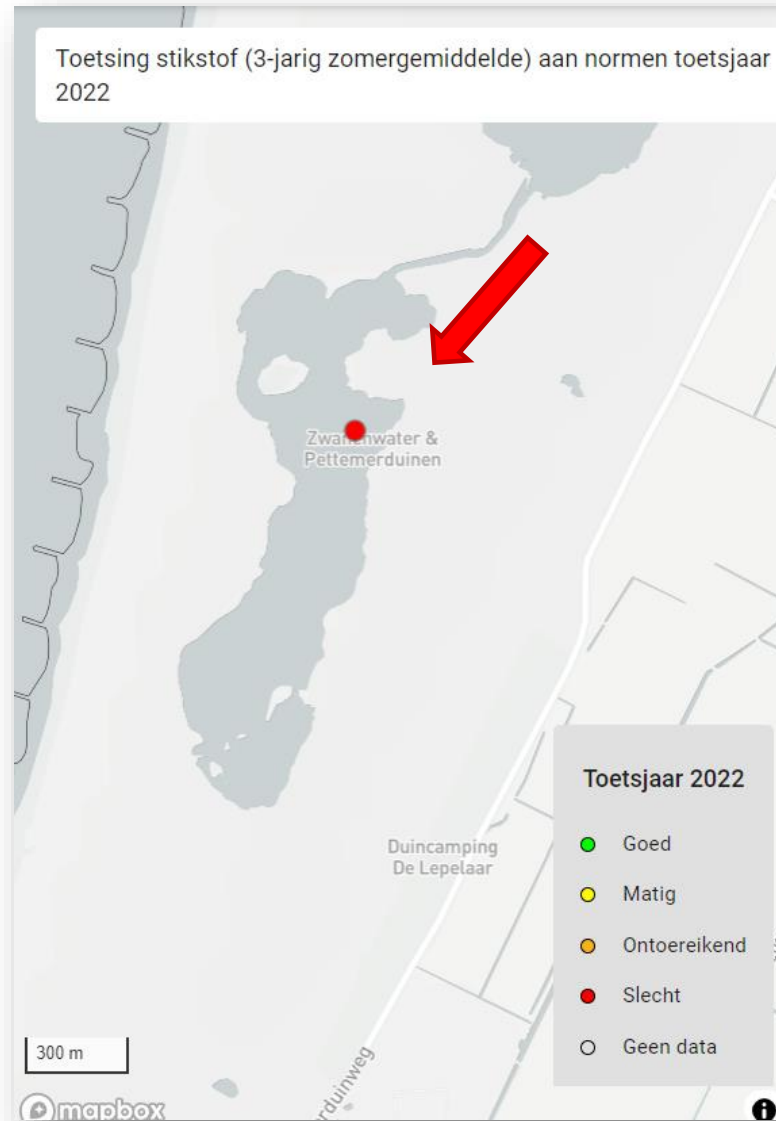 Toetsing stikstof (3-jarig zomergemiddelde) aan normen toetsjaar
2022
Zwanenwater &
Pettemerduinen
Duincamping
De Lepelaar
Toetsjaar 2022
Goed
Matig
Ontoereikend
Slecht
Geen data
300 m
erduinweg
mapbox
i